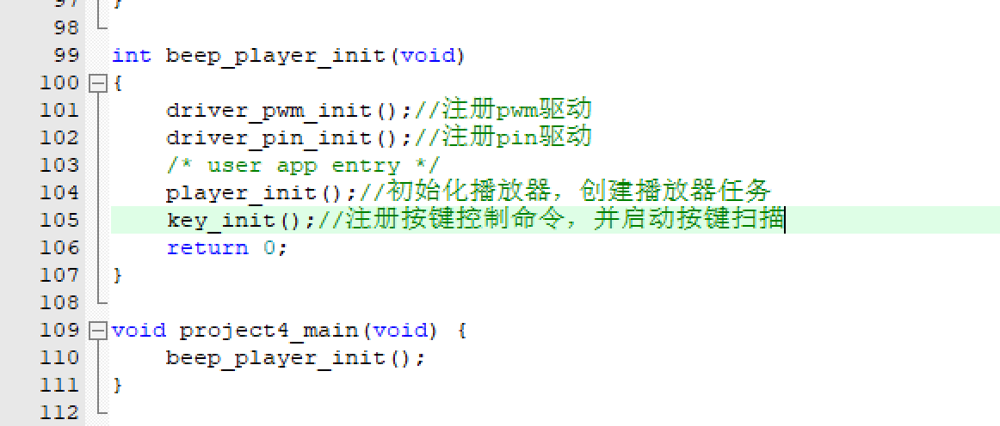 97 }
98
99 int beep_player_init(void)
100 {
101 driver_pwm_init();//注册pwm驱动
102 driver_pin_init();//注册pin驱动
103 /* user app entry */
104 player_init();//初始化播放器，创建播放器任务
105 key_init();//注册按键控制命令，并启动按键扫描
106 return 0;
107 }
108
109 void project4_main(void) {
110 beep_player_init();
111 }
112